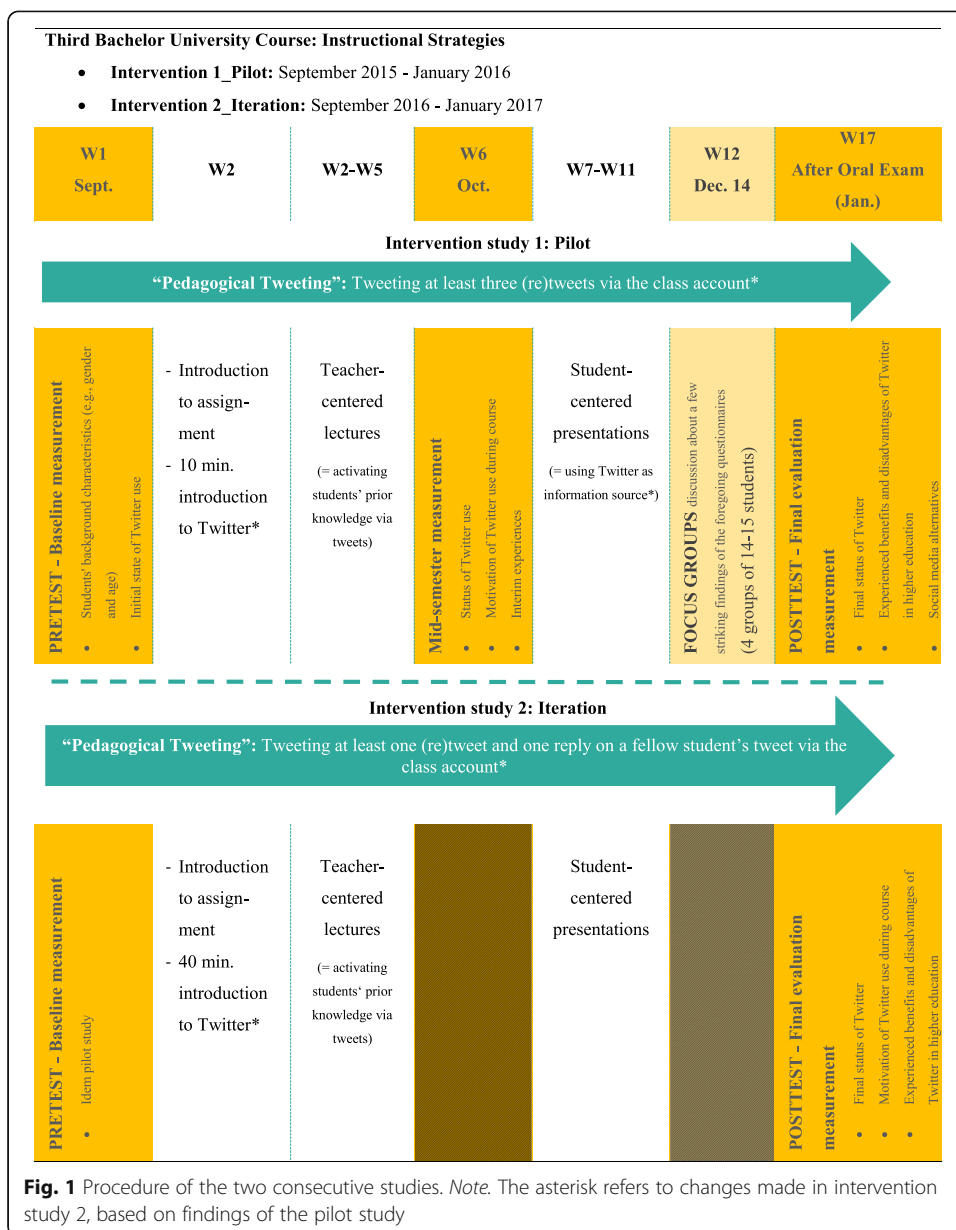 Third Bachelor University Course: Instructional Strategies
• Intervention 1_Pilot: September 2015 - January 2016
• Intervention 2_Iteration: September 2016 - January 2017
W1
Sept.
W2
W2-W5
W6
Oct.
W7-W11
W12
Dec. 14
W17
After Oral Exam
(Jan.)
Intervention study 1: Pilot
“Pedagogical Tweeting”: Tweeting at least three (re)tweets via the class account*
PRETEST - Baseline measurement
• Students' background characteristics (e.g., gender
and age)
• Initial state of Twitter use
- Introduction
to assign-
ment
- 10 min.
introduction
to Twitter*
Teacher-
centered
lectures
(= activating
students' prior
knowledge via
tweets)
Mid-semester measurement
• Status of Twitter use
• Motivation of Twitter use during course
• Interim experiences
Student-
centered
presentations
(= using Twitter as
information source*)
FOCUS GROUPS discussion about a few
striking findings of the foregoing questionnaires
(4 groups of 14-15 students)
POSTTEST - Final evaluation
measurement
• Final status of Twitter
• Experienced benefits and disadvantages of Twitter
in higher education
• Social media alternatives
Intervention study 2: Iteration
“Pedagogical Tweeting”: Tweeting at least one (re)tweet and one reply on a fellow student's tweet via the
class account*
PRETEST - Baseline measurement
• Idem pilot study
- Introduction
to assign-
ment
- 40 min.
introduction
to Twitter*
Teacher-
centered
lectures
(= activating
students‘ prior
knowledge via
tweets)
Student-
centered
presentations
POSTTEST - Final evaluation
measurement
• Final status of Twitter
• Motivation of Twitter use during course
• Experienced benefits and disadvantages of
Twitter in higher education
Fig. 1 Procedure of the two consecutive studies. Note. The asterisk refers to changes made in intervention
study 2, based on findings of the pilot study